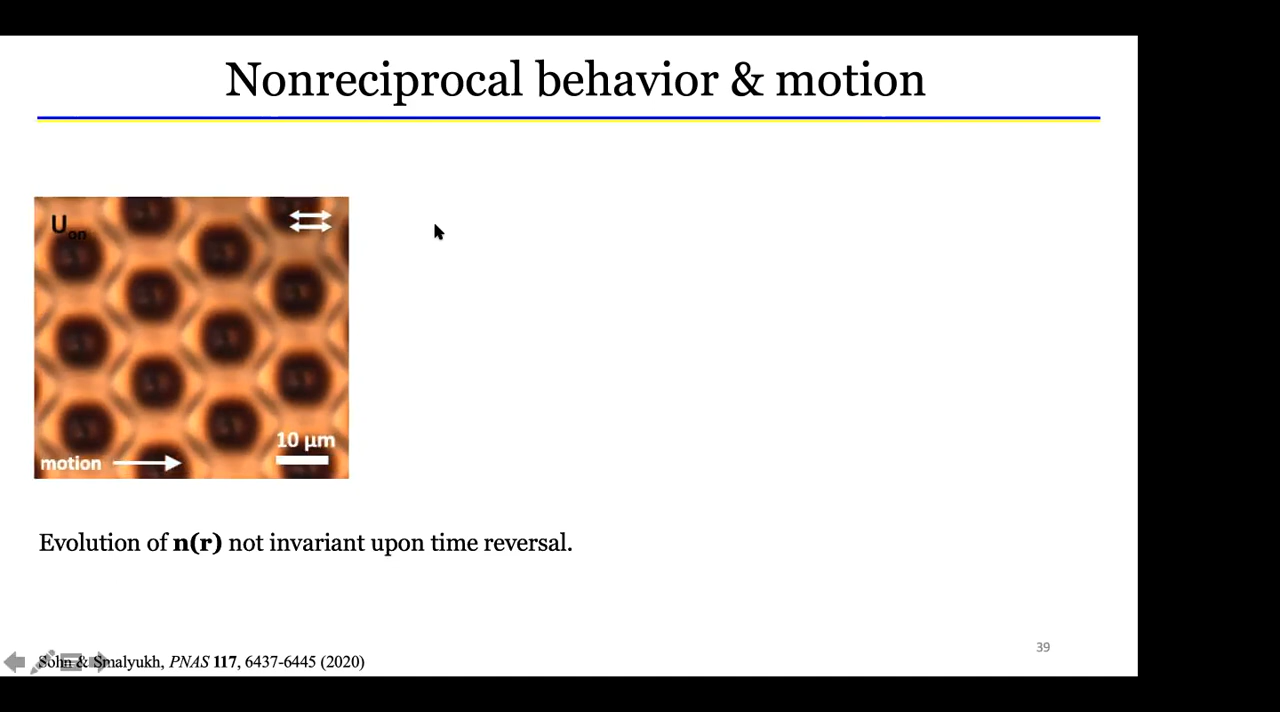 Nonreciprocal behavior & motion
Uon
10 μm
motion
Evolution of n(r) not invariant upon time reversal.
Sohn & Smalyukh, PNAS 117, 6437-6445 (2020)
39